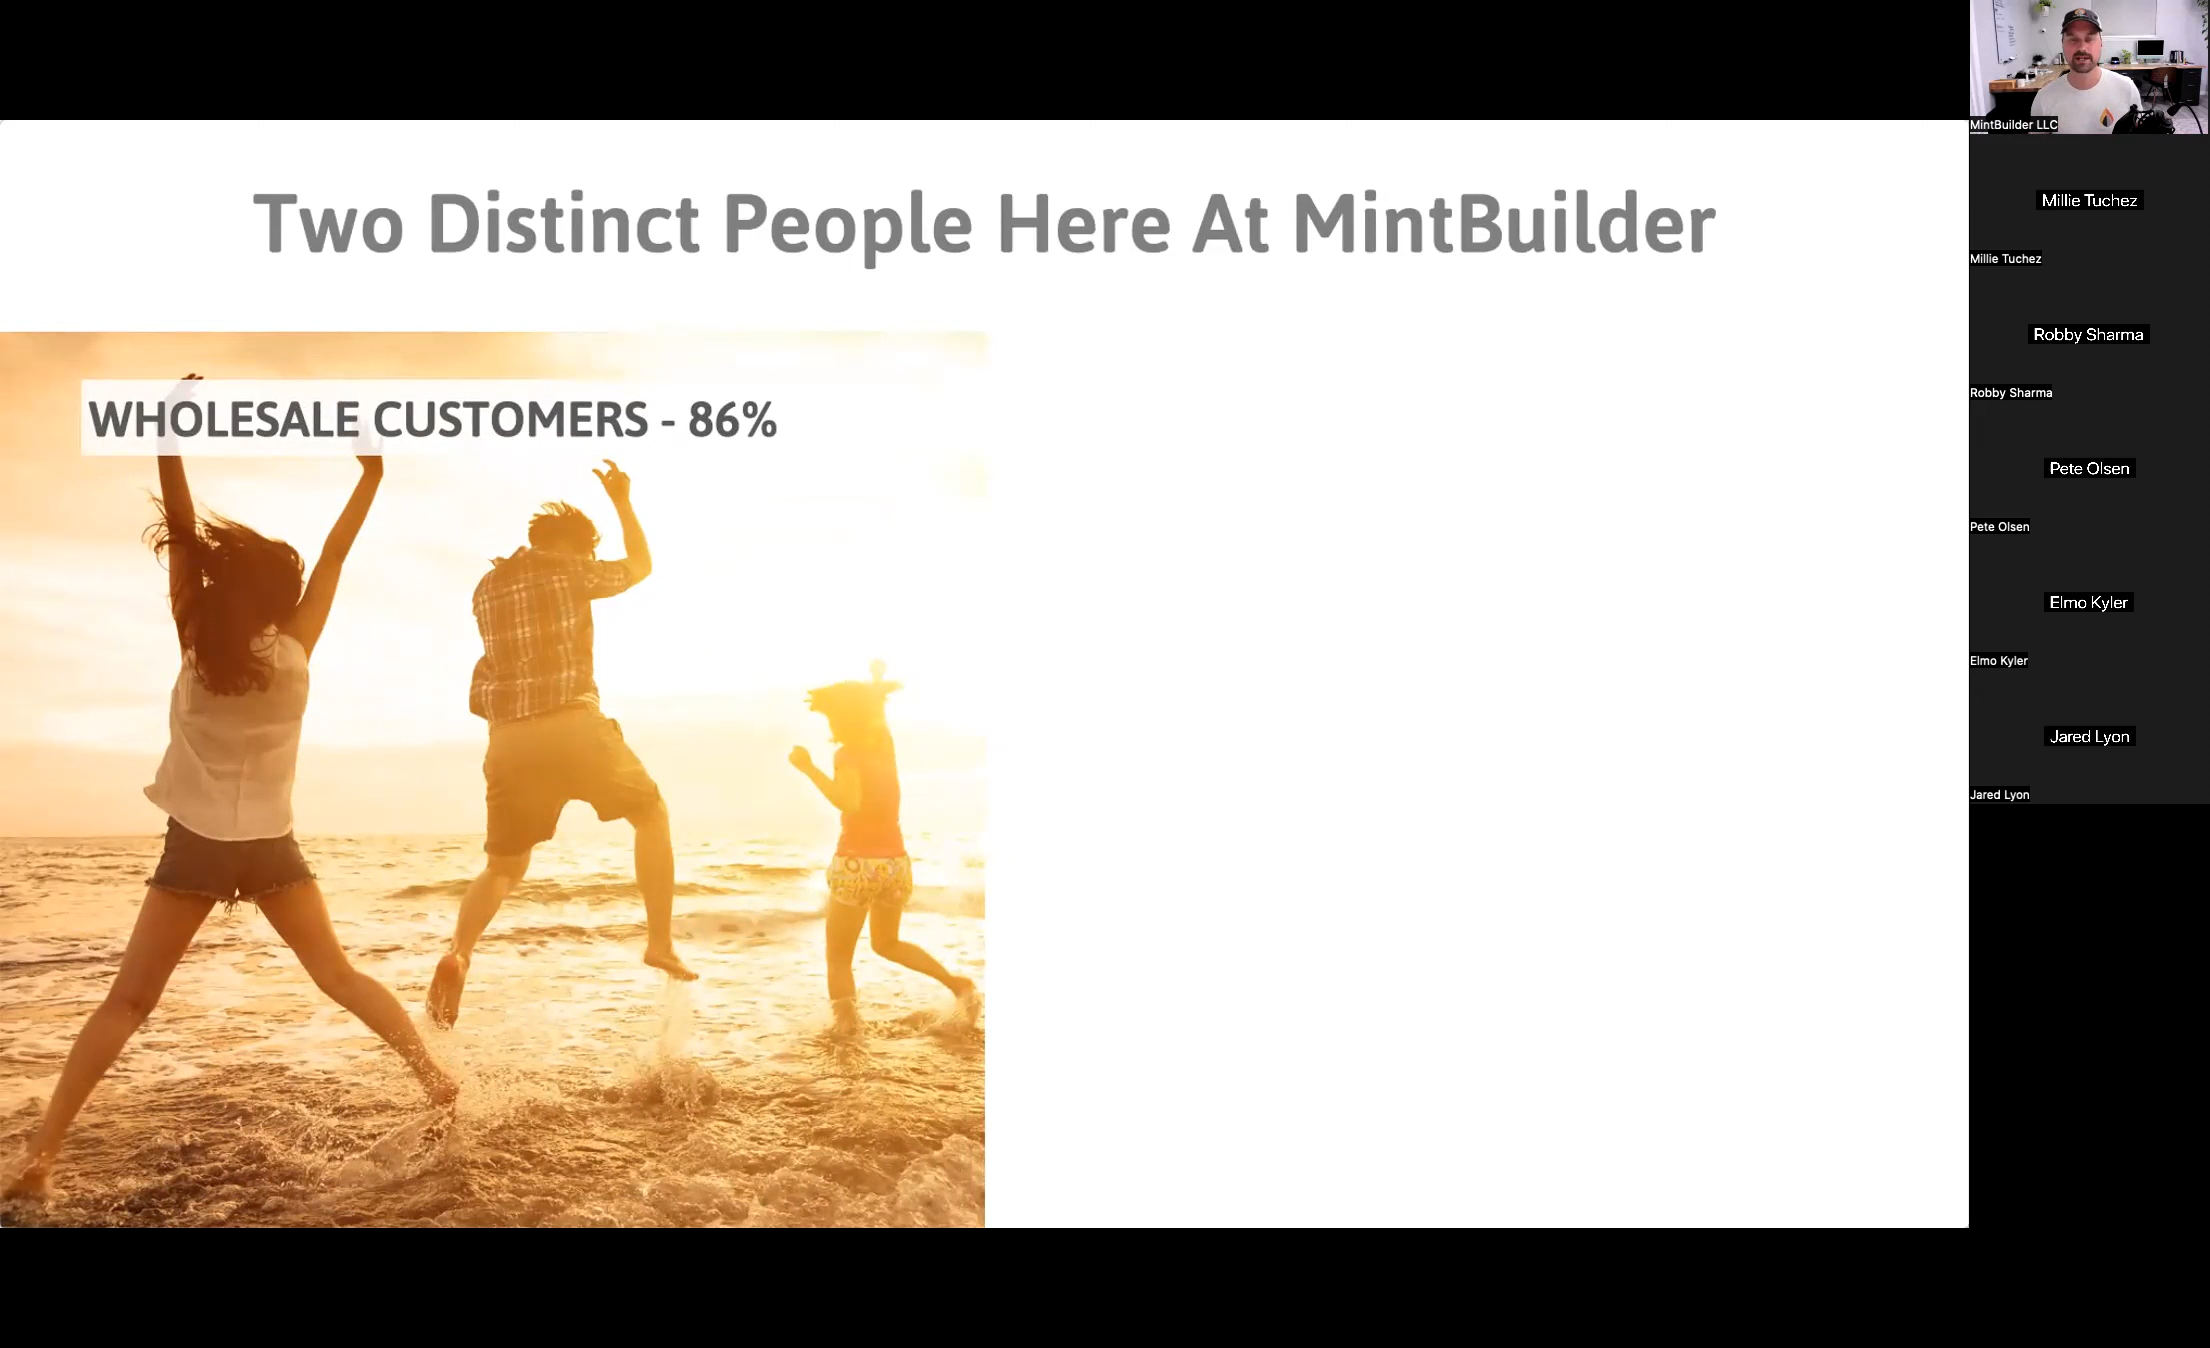 Two Distinct People Here At MintBuilder
WHOLESALE CUSTOMERS - 86%
MintBuilder LLC
Millie Tuchez
Millie Tuchez
Robby Sharma
Robby Sharma
Pete Olsen
Pete Olsen
Elmo Kyler
Elmo Kyler
Jared Lyon
Jared Lyon